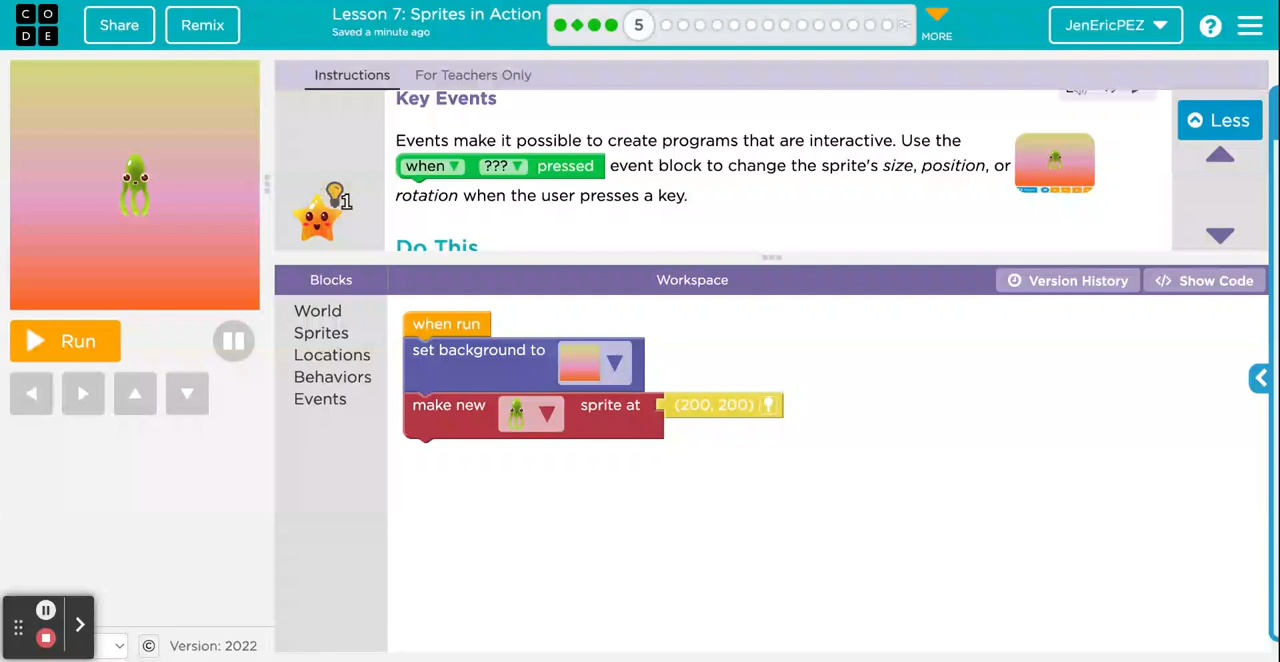 C O
D E
Share
Remix
Lesson 7: Sprites in Action
Saved a minute ago
5
MORE
JenEricPEZ
?
Instructions
For Teachers Only
Key Events
Less
Events make it possible to create programs that are interactive. Use the
when ??? pressed event block to change the sprite's size, position, or
rotation when the user presses a key.
1
Do This
Blocks
Workspace
Version History
</> Show Code
World
Sprites
Locations
Behaviors
Events
when run
set background to
make new sprite at (200, 200)
Run
© Version: 2022